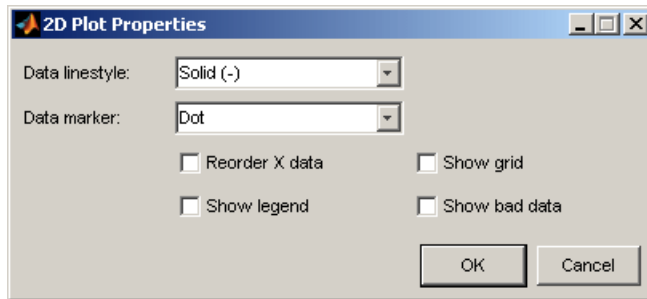 2D Plot Properties
Data linestyle: Solid (-)
Data marker: Dot
Reorder X data Show grid
Show legend Show bad data
OK Cancel